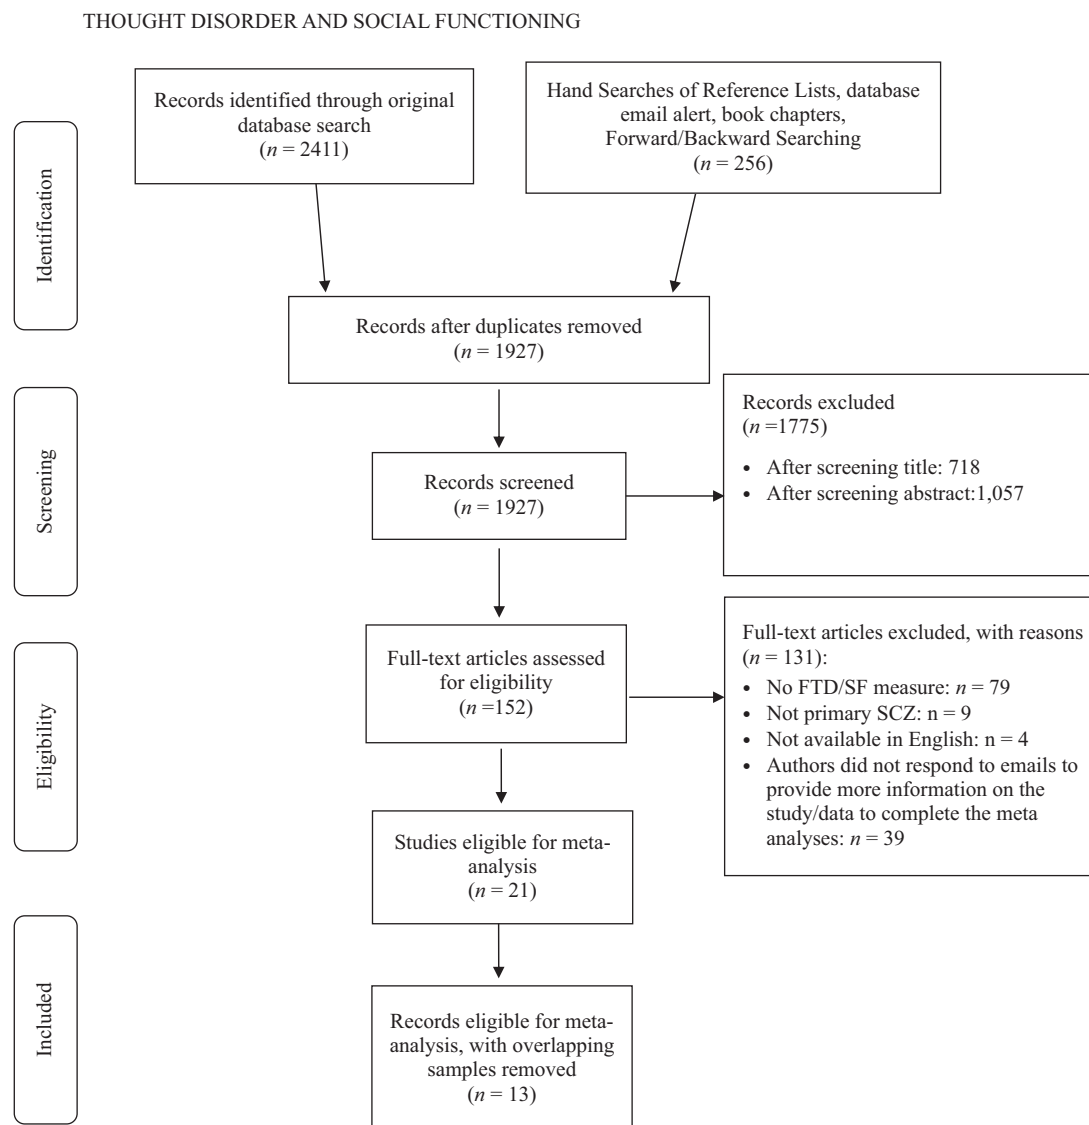 THOUGHT DISORDER AND SOCIAL FUNCTIONING
Identification
Records identified through original
database search
(n = 2411)
Hand Searches of Reference Lists, database
email alert, book chapters,
Forward/Backward Searching
(n = 256)
Records after duplicates removed
(n = 1927)
Screening
Records screened
(n = 1927)
Records excluded
(n =1775)
• After screening title: 718
• After screening abstract:1,057
Eligibility
Full-text articles assessed
for eligibility
(n =152)
Full-text articles excluded, with reasons
(n = 131):
• No FTD/SF measure: n = 79
• Not primary SCZ: n = 9
• Not available in English: n = 4
• Authors did not respond to emails to
provide more information on the
study/data to complete the meta
analyses: n = 39
Studies eligible for meta-
analysis
(n = 21)
Included
Records eligible for meta-
analysis, with overlapping
samples removed
(n = 13)